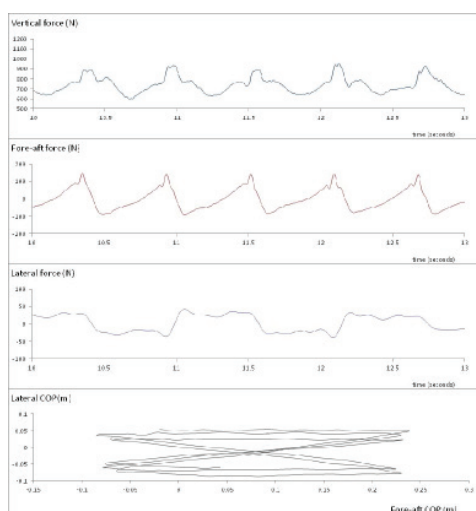 Vertical force (N)
1200
1100
1000
900
800
700
600
500
10 10.5 11 11.5 12 12.5 13
time (seconds)
Fore-aft force (N)
200
100
0
-100
-200
10 10.5 11 11.5 12 12.5 13
time (seconds)
Lateral force (N)
100
50
0
-50
-100
10 10.5 11 11.5 12 12.5 13
time (seconds)
Lateral COP(m)
0.1
0.05
0
-0.05
-0.1
-0.15 -0.1 -0.05 0 0.05 0.1 0.15 0.2 0.25 0.3
Fore-aft COP (m)